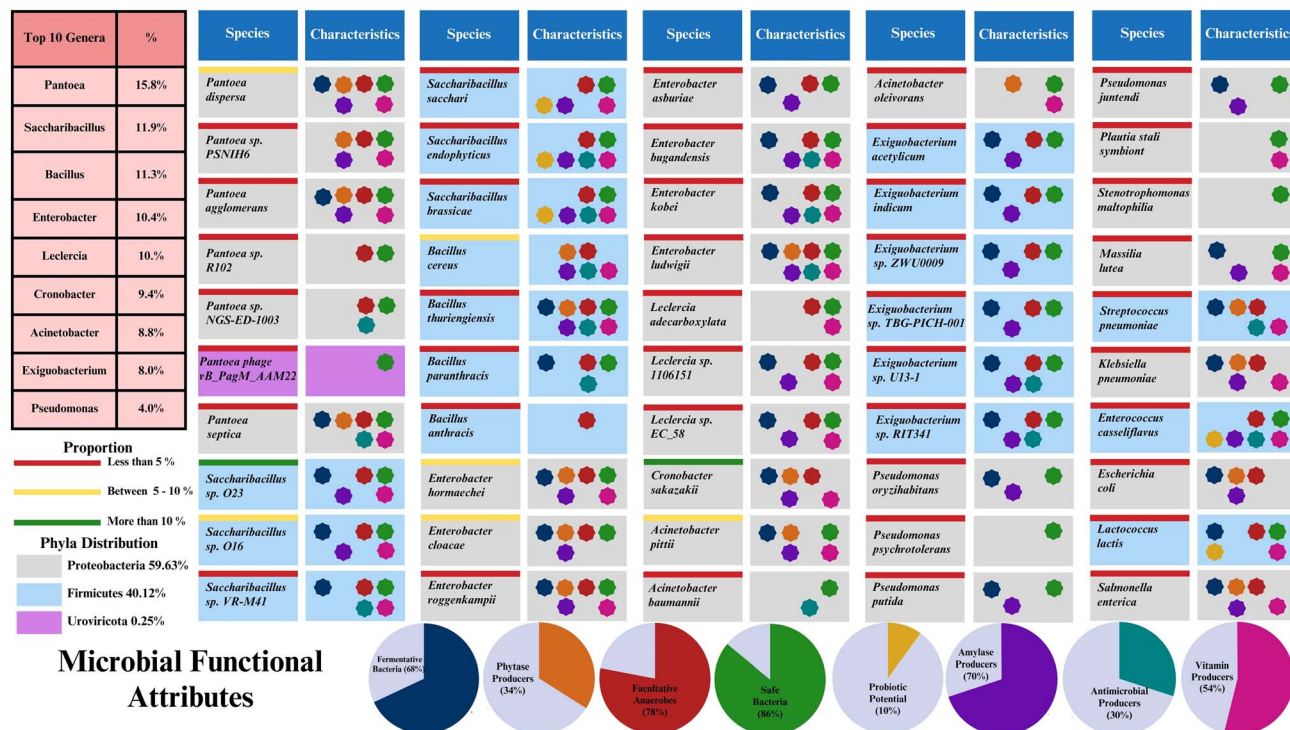 Top 10 Genera %
Pantoea 15.8%
Saccharibacillus 11.9%
Bacillus 11.3%
Enterobacter 10.4%
Leclercia 10.%
Cronobacter 9.4%
Acinetobacter 8.8%
Exiguobacterium 8.0%
Pseudomonas 4.0%
Proportion
Less than 5 %
Between 5 - 10 %
More than 10 %
Phyla Distribution
Proteobacteria 59.63%
Firmicutes 40.12%
Uroviricota 0.25%
Species Characteristics
Pantoea
dispersa
Pantoea sp.
PSNIH6
Pantoea
agglomerans
Pantoea sp.
R102
Pantoea sp.
NGS-ED-1003
Pantoea phage
vB_PagM_AAM22
Pantoea
septica
Saccharibacillus
sp. O23
Saccharibacillus
sp. O16
Saccharibacillus
sp. VR-M41
Species Characteristics
Saccharibacillus
sacchari
Saccharibacillus
endophyticus
Saccharibacillus
brassicae
Bacillus
cereus
Bacillus
thuriengiensis
Bacillus
paranthracis
Bacillus
anthracis
Enterobacter
hormaechei
Enterobacter
cloacae
Enterobacter
roggenkampii
Species Characteristics
Enterobacter
asburiae
Enterobacter
bugandensis
Enterobacter
kobei
Enterobacter
ludwigii
Leclercia
adecarboxylata
Leclercia sp.
1106151
Leclercia sp.
EC_58
Cronobacter
sakazakii
Acinetobacter
pittii
Acinetobacter
baumannii
Species Characteristics
Acinetobacter
oleivorans
Exiguobacterium
acetylicum
Exiguobacterium
indicum
Exiguobacterium
sp. ZWU0009
Exiguobacterium
sp. TBG-PICH-001
Exiguobacterium
sp. U13-1
Exiguobacterium
sp. RIT341
Pseudomonas
oryzihabitans
Pseudomonas
psychrotolerans
Pseudomonas
putida
Species Characteristics
Pseudomonas
juntendi
Plautia stali
symbiont
Stenotrophomonas
maltophilia
Massilia
lutea
Streptococcus
pneumoniae
Klebsiella
pneumoniae
Enterococcus
casseliflavus
Escherichia
coli
Lactococcus
lactis
Salmonella
enterica
Microbial Functional
Attributes
Fermentative
Bacteria (68%)
Phytase
Producers
(34%)
Facultative
Anaerobes
(78%)
Safe
Bacteria
(86%)
Probiotic
Potential
(10%)
Amylase
Producers
(70%)
Antimicrobial
Producers
(30%)
Vitamin
Producers
(54%)